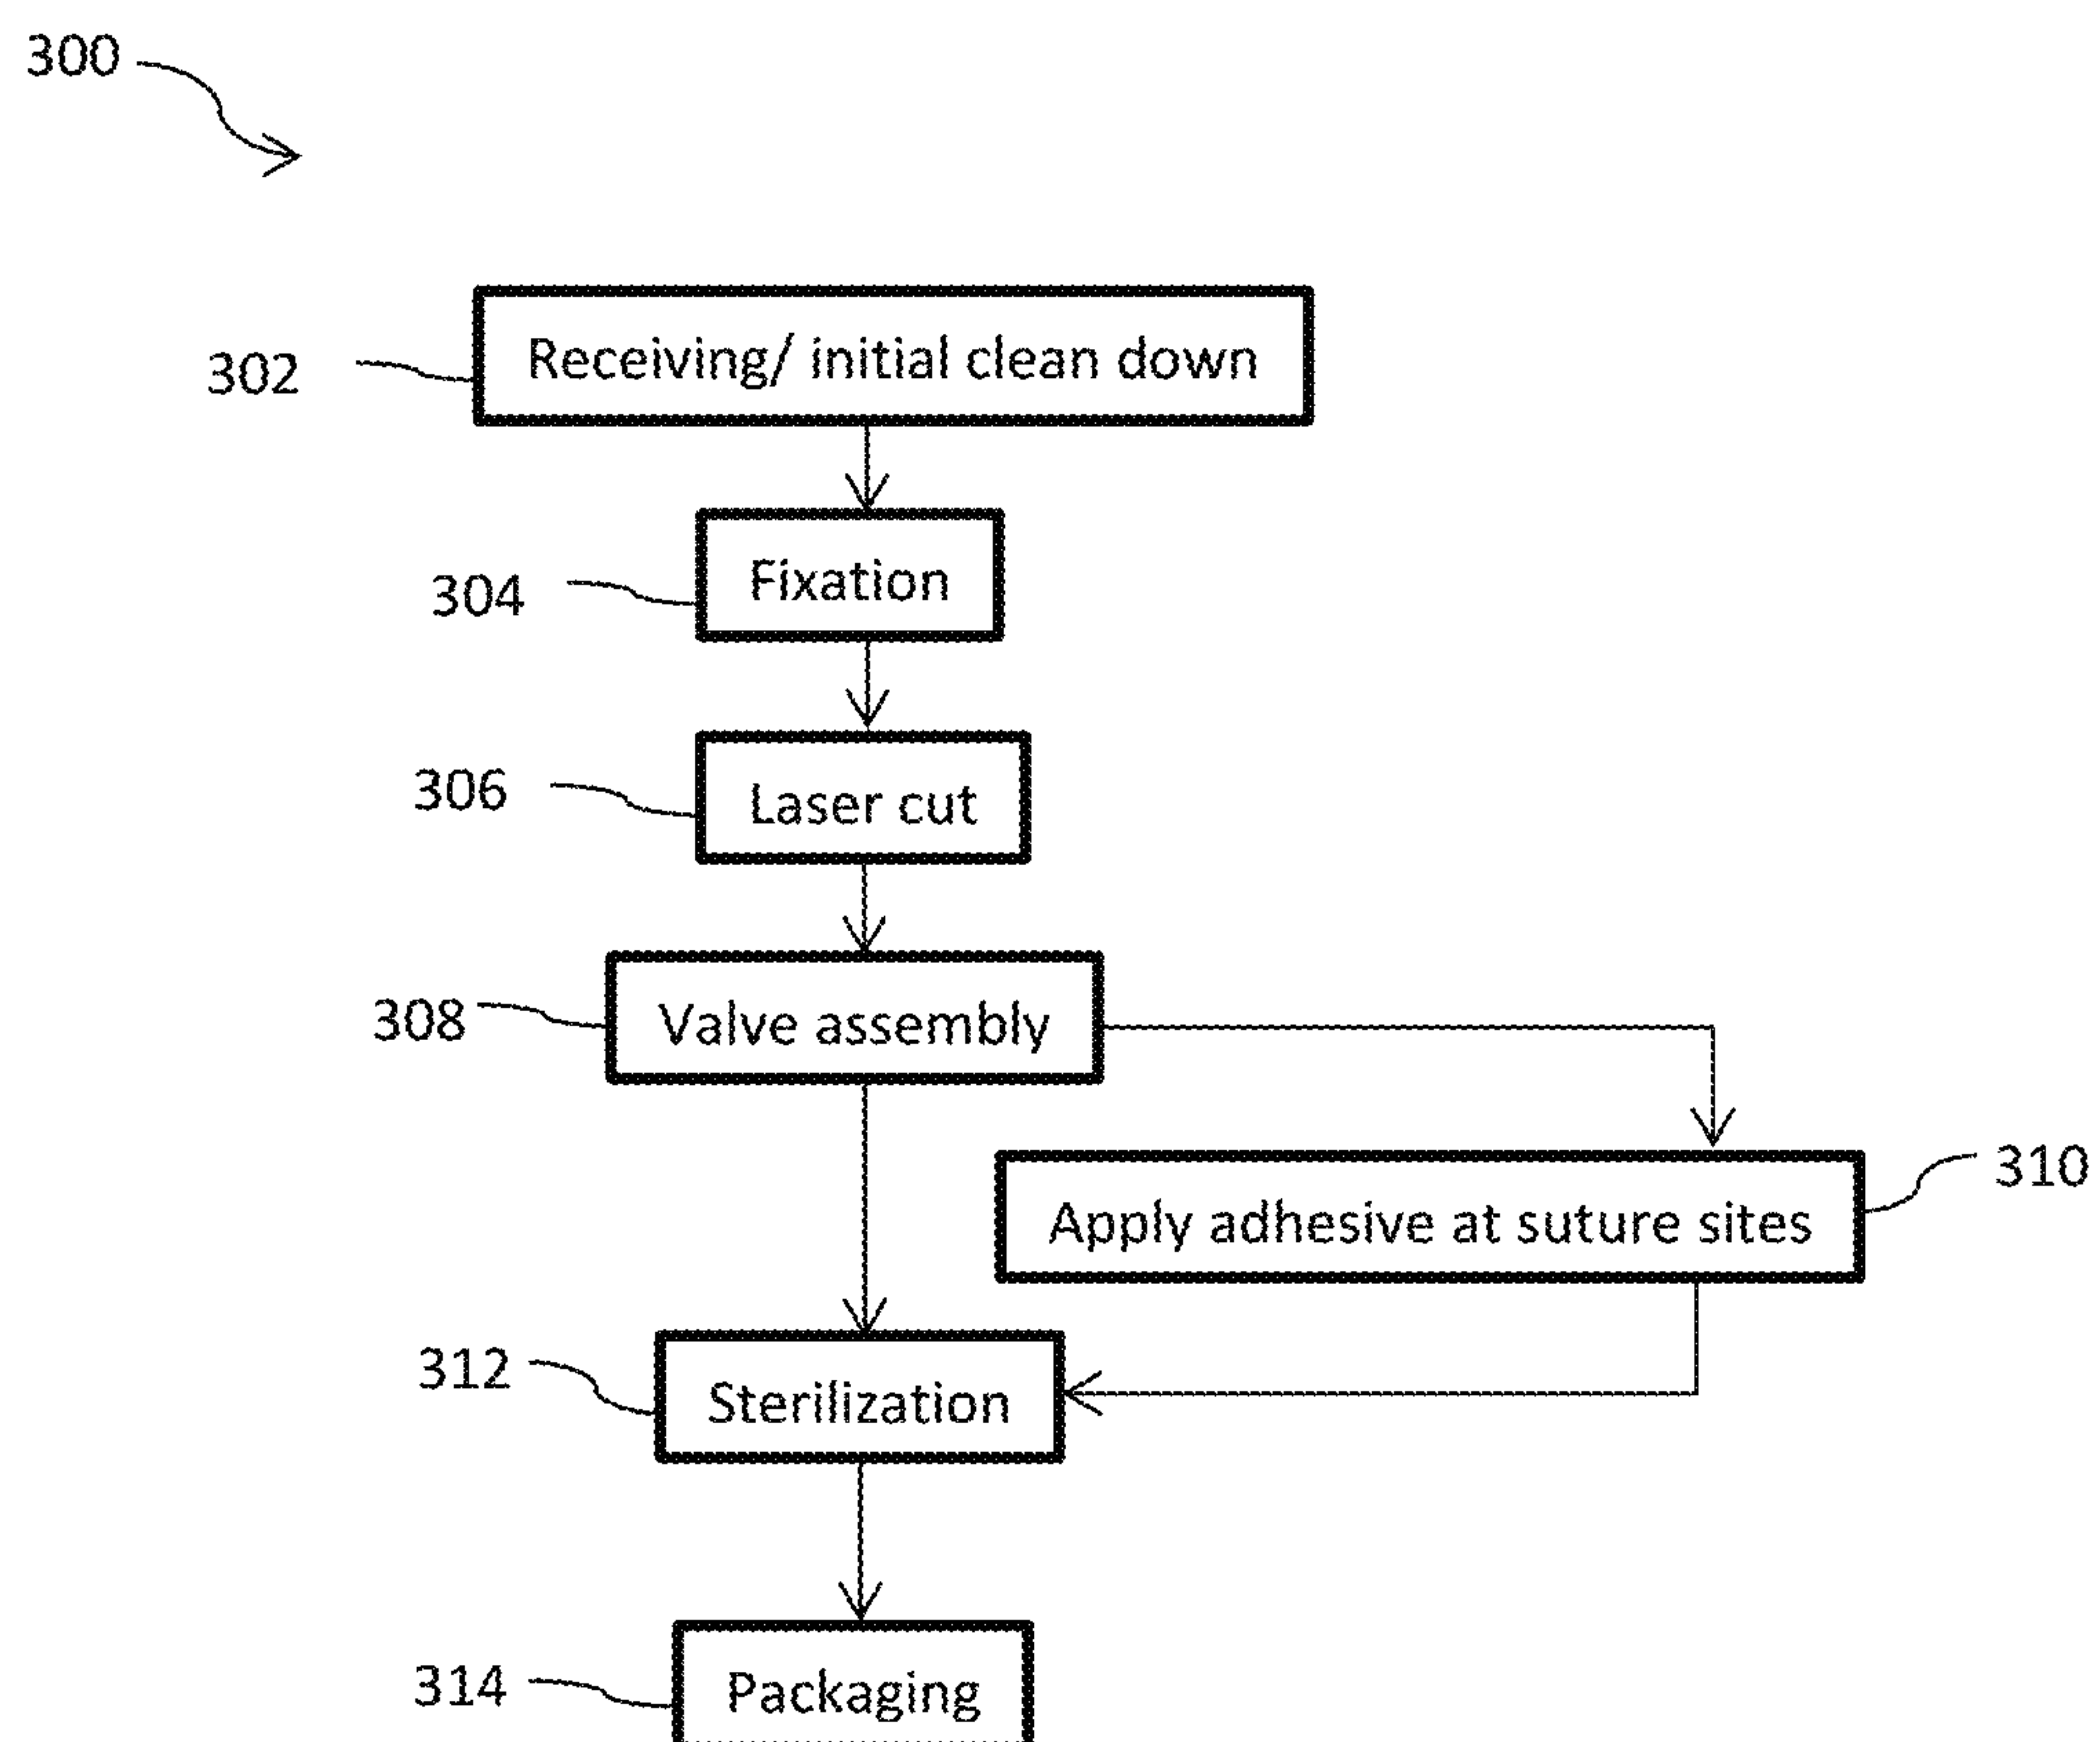 300
302
Receiving/ initial clean down
304
Fixation
306
Laser cut
308
Valve assembly
310
Apply adhesive at suture sites
312
Sterilization
314
Packaging